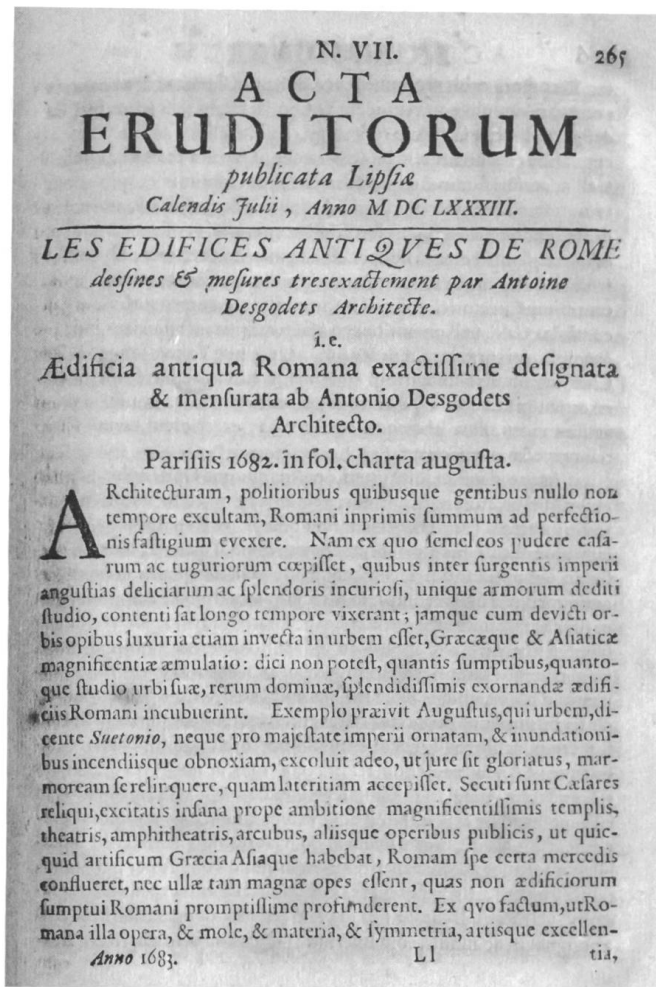 N. VII. 265
ACTA
ERUDITORUM
publicata Lipſiæ
Calendis Julii, Anno M DC LXXXIII.
LES EDIFICES ANTIQVES DE ROME
deſſines & meſures tresexactement par Antoine
Desgodets Architecte.
i.e.
Ædificia antiqua Romana exactiſſime deſignata
& menſurata ab Antonio Desgodets
Architecto.
Pariſiis 1682. in fol. charta auguſta.
ARchitecturam, politioribus quibusque gentibus nullo non
tempore excultam, Romani inprimis ſummum ad perfectio-
nis faſtigium evexere. Nam ex quo ſemel eos pudere caſa-
rum ac tuguriorum cœpiſſet, quibus inter ſurgentis imperii
anguſtias deliciarum ac ſplendoris incurioſi, unique armorum dediti
ſtudio, contenti ſat longo tempore vixerant; jamque cum devicti or-
bis opibus luxuria etiam invecta in urbem eſſet, Græcæque & Aſiaticæ
magnificentiæ æmulatio: dici non poteſt, quantis ſumptibus, quanto-
que ſtudio urbi ſuæ, rerum dominæ, ſplendidiſſimis exornandæ ædifi-
ciis Romani incubuerint. Exemplo præivit Auguſtus, qui urbem, di-
cente Suetonio, neque pro majeſtate imperii ornatam, & inundationi-
bus incendiisque obnoxiam, excoluit adeo, ut jure ſit gloriatus, mar-
moream ſe relinquere, quam lateritiam accepiſſet. Secuti ſunt Cæſares
reliqui, excitatis inſana prope ambitione magnificentiſſimis templis,
theatris, amphitheatris, arcubus, aliisque operibus publicis, ut quic-
quid artificum Græcia Aſiaque habebat, Romam ſpe certa mercedis
conflueret, nec ullæ tam magnæ opes eſſent, quas non ædificiorum
ſumptui Romani promptiſſime profunderent. Ex qvo factum, ut Ro-
mana illa opera, & mole, & materia, & ſymmetria, artisque excellen-
Anno 1683. Ll tia,